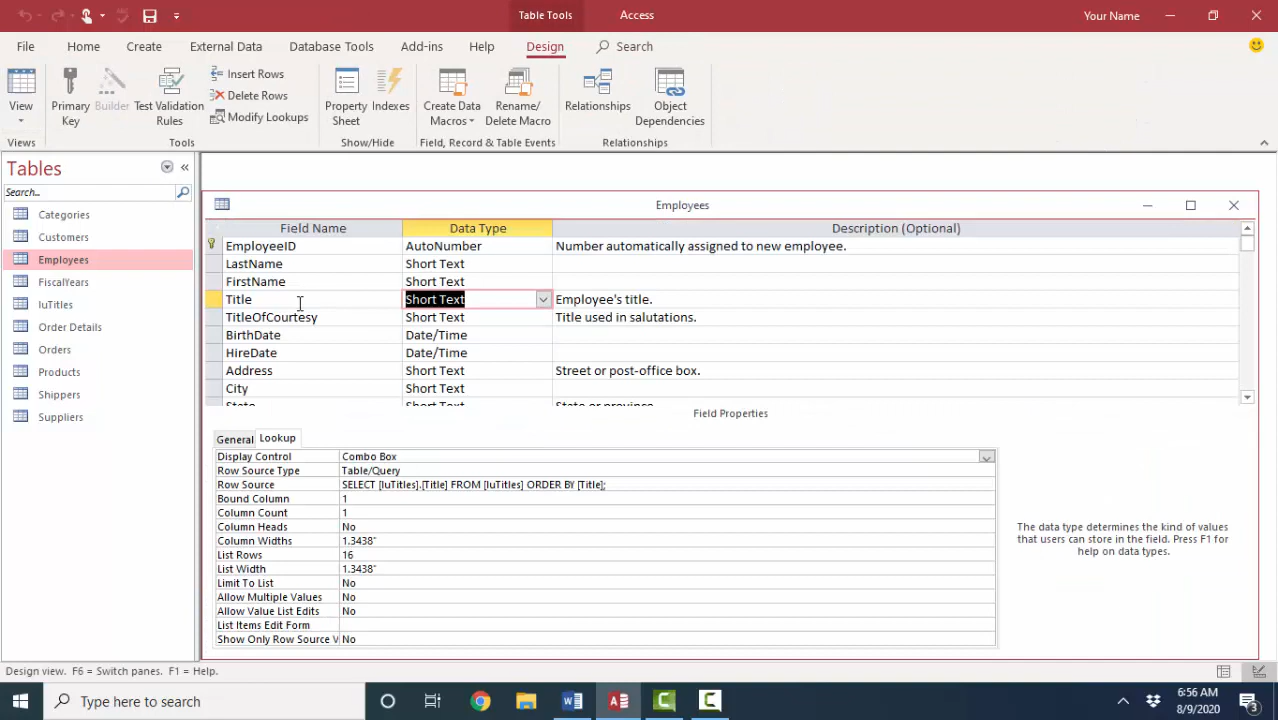 Table Tools
Access
Your Name
File
Home
Create
External Data
Database Tools
Add-ins
Help
Design
Search
View
Primary Key
Builder
Test Validation Rules
Insert Rows
Delete Rows
Modify Lookups
Property Sheet
Indexes
Create Data Macros
Rename/ Delete Macro
Relationships
Object Dependencies
Views
Tools
Show/Hide
Field, Record & Table Events
Relationships
Tables
Search...
Categories
Customers
Employees
FiscalYears
luTitles
Order Details
Orders
Products
Shippers
Suppliers
Employees
Field Name Data Type Description (Optional)
EmployeeID AutoNumber Number automatically assigned to new employee.
LastName Short Text
FirstName Short Text
Title Short Text Employee's title.
TitleOfCourtesy Short Text Title used in salutations.
BirthDate Date/Time
HireDate Date/Time
Address Short Text Street or post-office box.
City Short Text
State Short Text State or province.
Field Properties
General Lookup
Display Control Combo Box
Row Source Type Table/Query
Row Source SELECT [luTitles].[Title] FROM [luTitles] ORDER BY [Title];
Bound Column 1
Column Count 1
Column Heads No
Column Widths 1.3438"
List Rows 16
List Width 1.3438"
Limit To List No
Allow Multiple Values No
Allow Value List Edits No
List Items Edit Form
Show Only Row Source V No
The data type determines the kind of values
that users can store in the field. Press F1 for
help on data types.
Design view. F6 = Switch panes. F1 = Help.
Type here to search
6:56 AM
8/9/2020
3